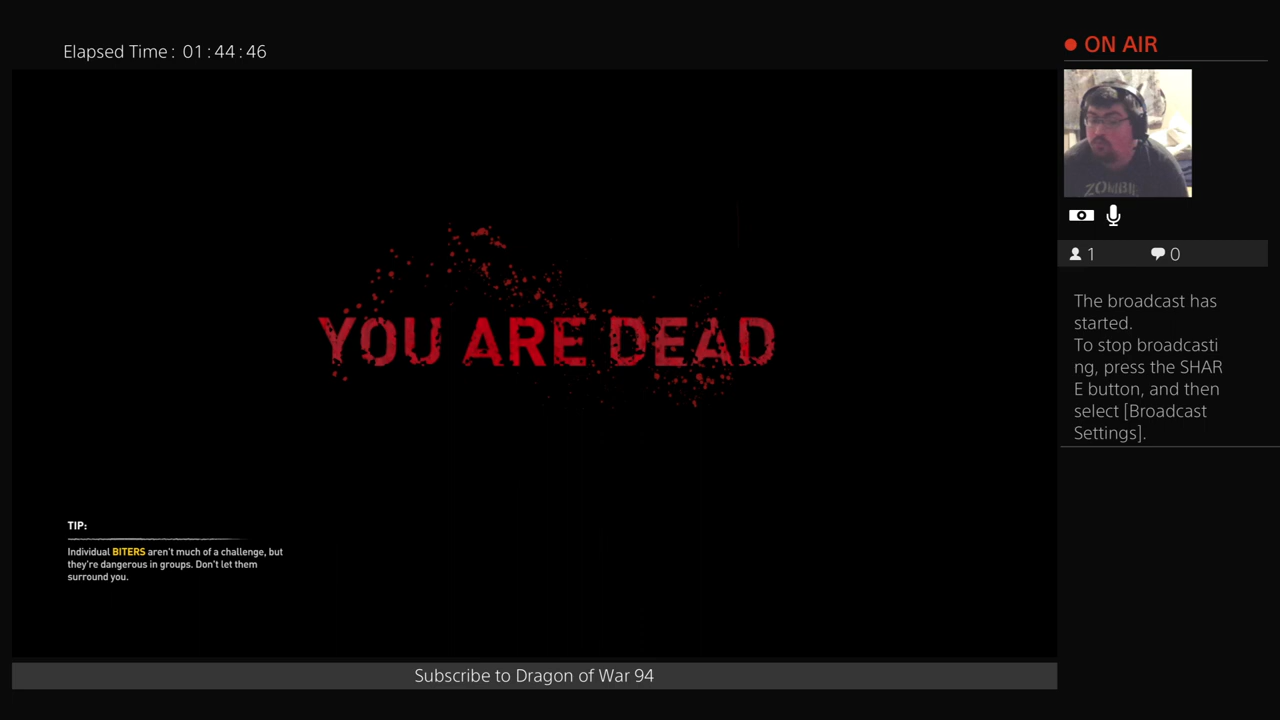 Elapsed Time : 01 : 44 : 46
ON AIR
ZOMBIE
1
0
The broadcast has
started.
To stop broadcasti
ng, press the SHAR
E button, and then
select [Broadcast
Settings].
YOU ARE DEAD
TIP:
Individual BITERS aren't much of a challenge, but
they're dangerous in groups. Don't let them
surround you.
Subscribe to Dragon of War 94